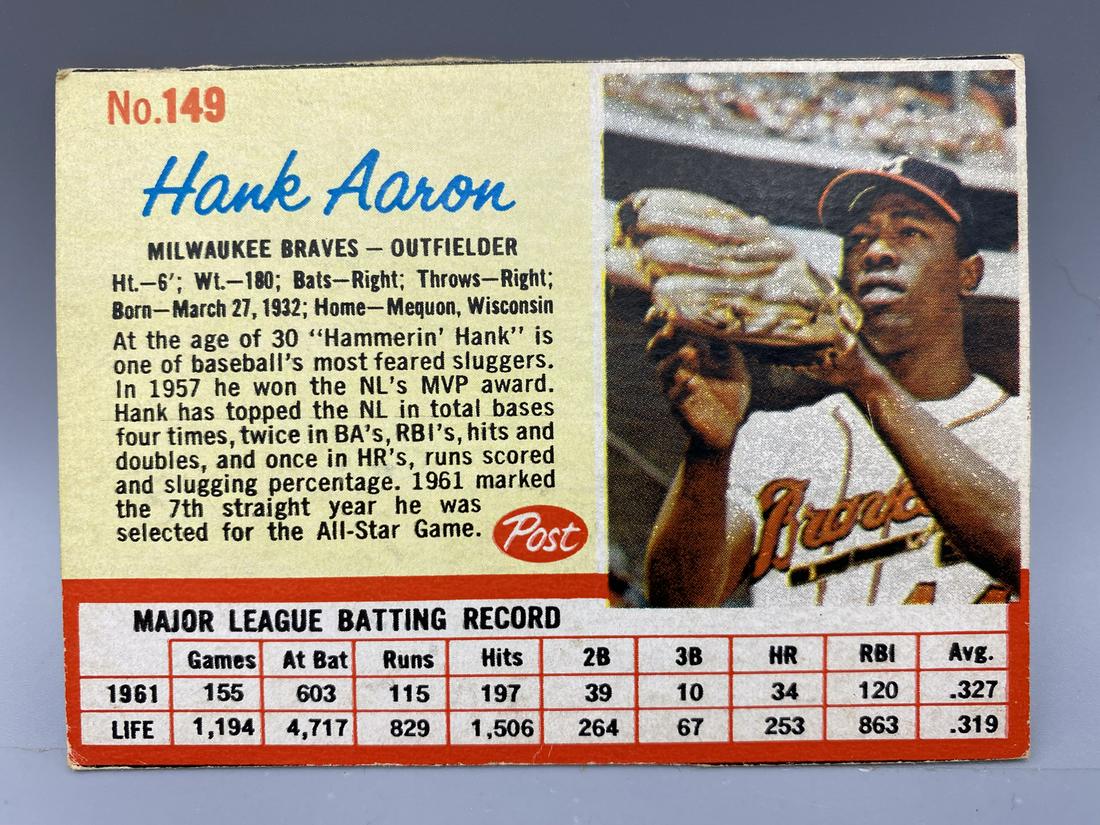 No.149
Hank Aaron
MILWAUKEE BRAVES – OUTFIELDER
Ht.–6'; Wt.–180; Bats–Right; Throws–Right;
Born–March 27, 1932; Home–Mequon, Wisconsin
At the age of 30 "Hammerin' Hank" is
one of baseball's most feared sluggers.
In 1957 he won the NL's MVP award.
Hank has topped the NL in total bases
four times, twice in BA's, RBI's, hits and
doubles, and once in HR's, runs scored
and slugging percentage. 1961 marked
the 7th straight year he was
selected for the All-Star Game.
Post
Braves
44
MAJOR LEAGUE BATTING RECORD
Games At Bat Runs Hits 2B 3B HR RBI Avg.
1961 155 603 115 197 39 10 34 120 .327
LIFE 1,194 4,717 829 1,506 264 67 253 863 .319